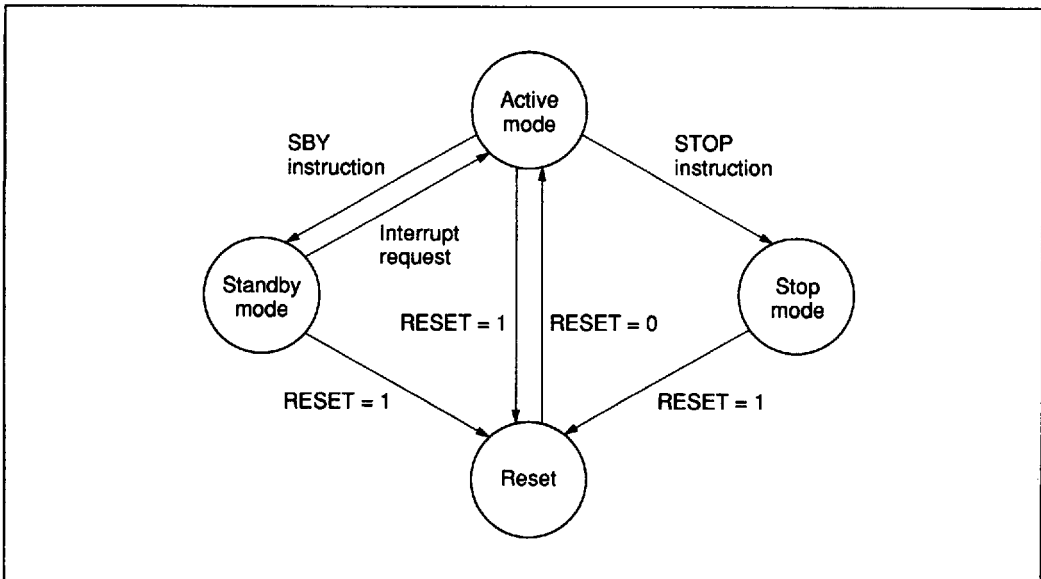 Active
mode
SBY
instruction
STOP
instruction
Interrupt
request
Standby
mode
Stop
mode
RESET = 1
RESET = 0
RESET = 1
RESET = 1
Reset